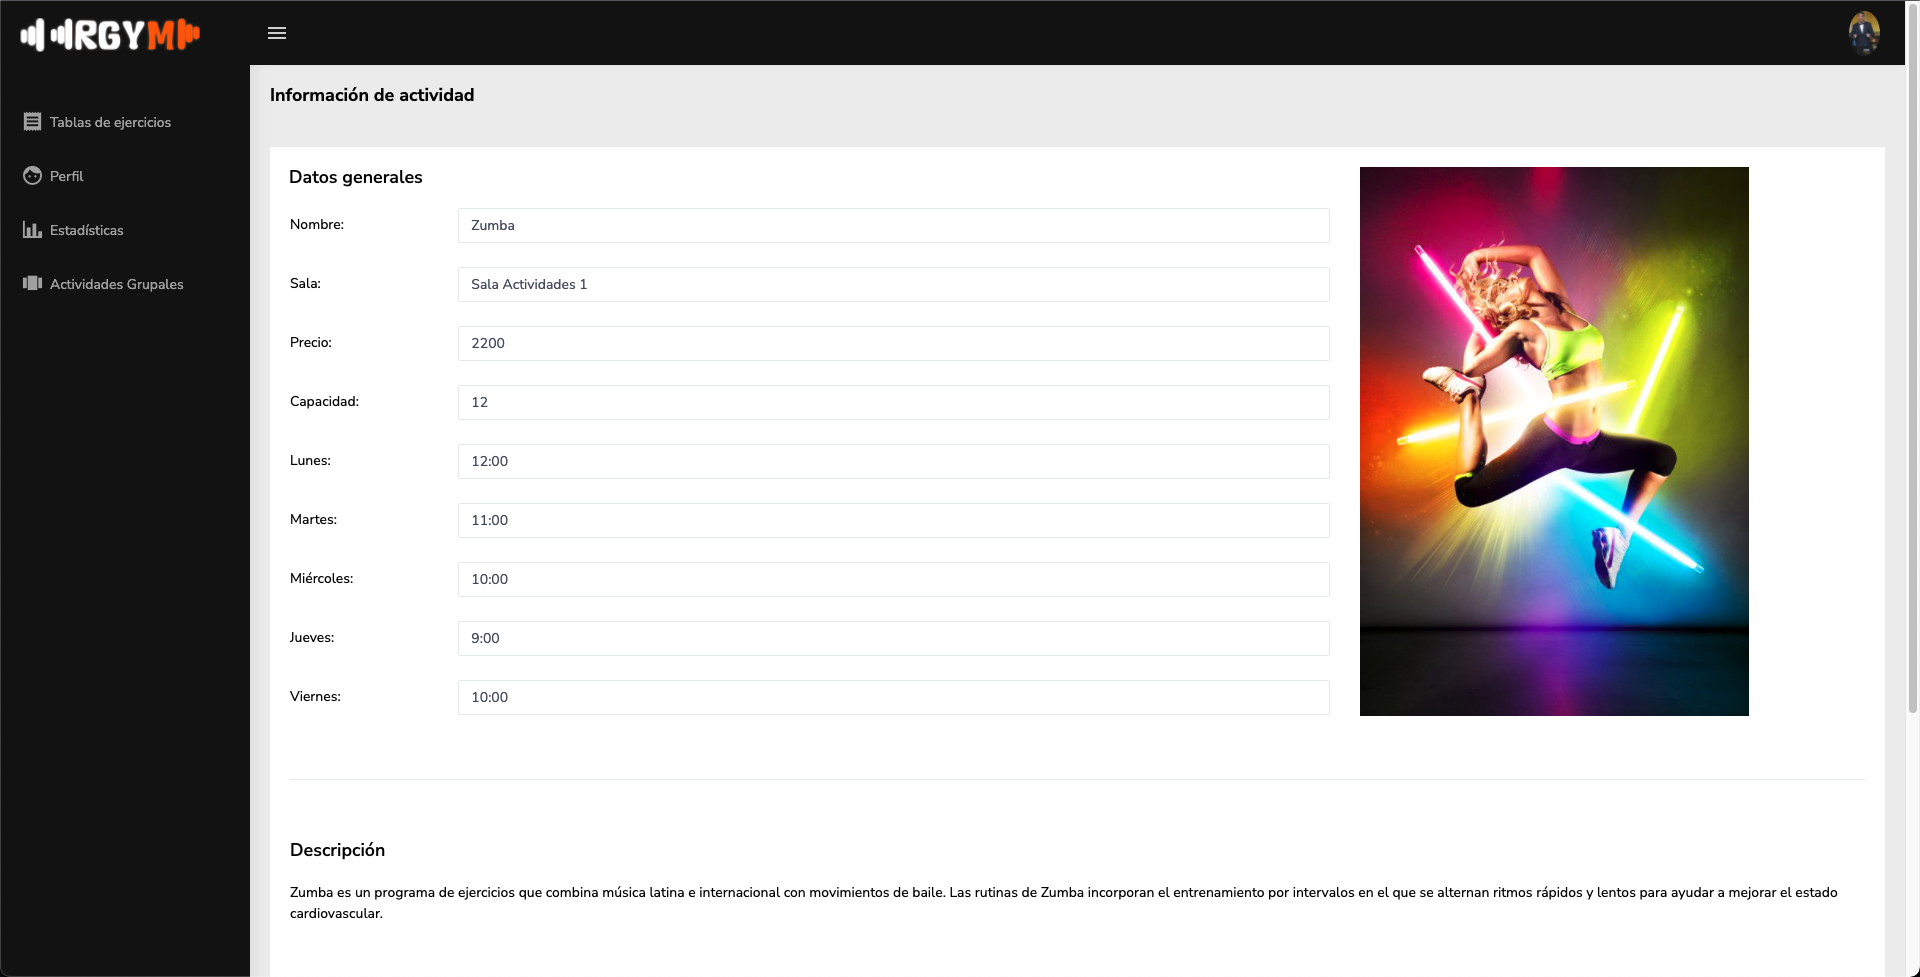 RGYM
Información de actividad
Tablas de ejercicios
Perfil
Estadísticas
Actividades Grupales
Datos generales
Nombre: Zumba
Sala: Sala Actividades 1
Precio: 2200
Capacidad: 12
Lunes: 12:00
Martes: 11:00
Miércoles: 10:00
Jueves: 9:00
Viernes: 10:00
Descripción
Zumba es un programa de ejercicios que combina música latina e internacional con movimientos de baile. Las rutinas de Zumba incorporan el entrenamiento por intervalos en el que se alternan ritmos rápidos y lentos para ayudar a mejorar el estado
cardiovascular.